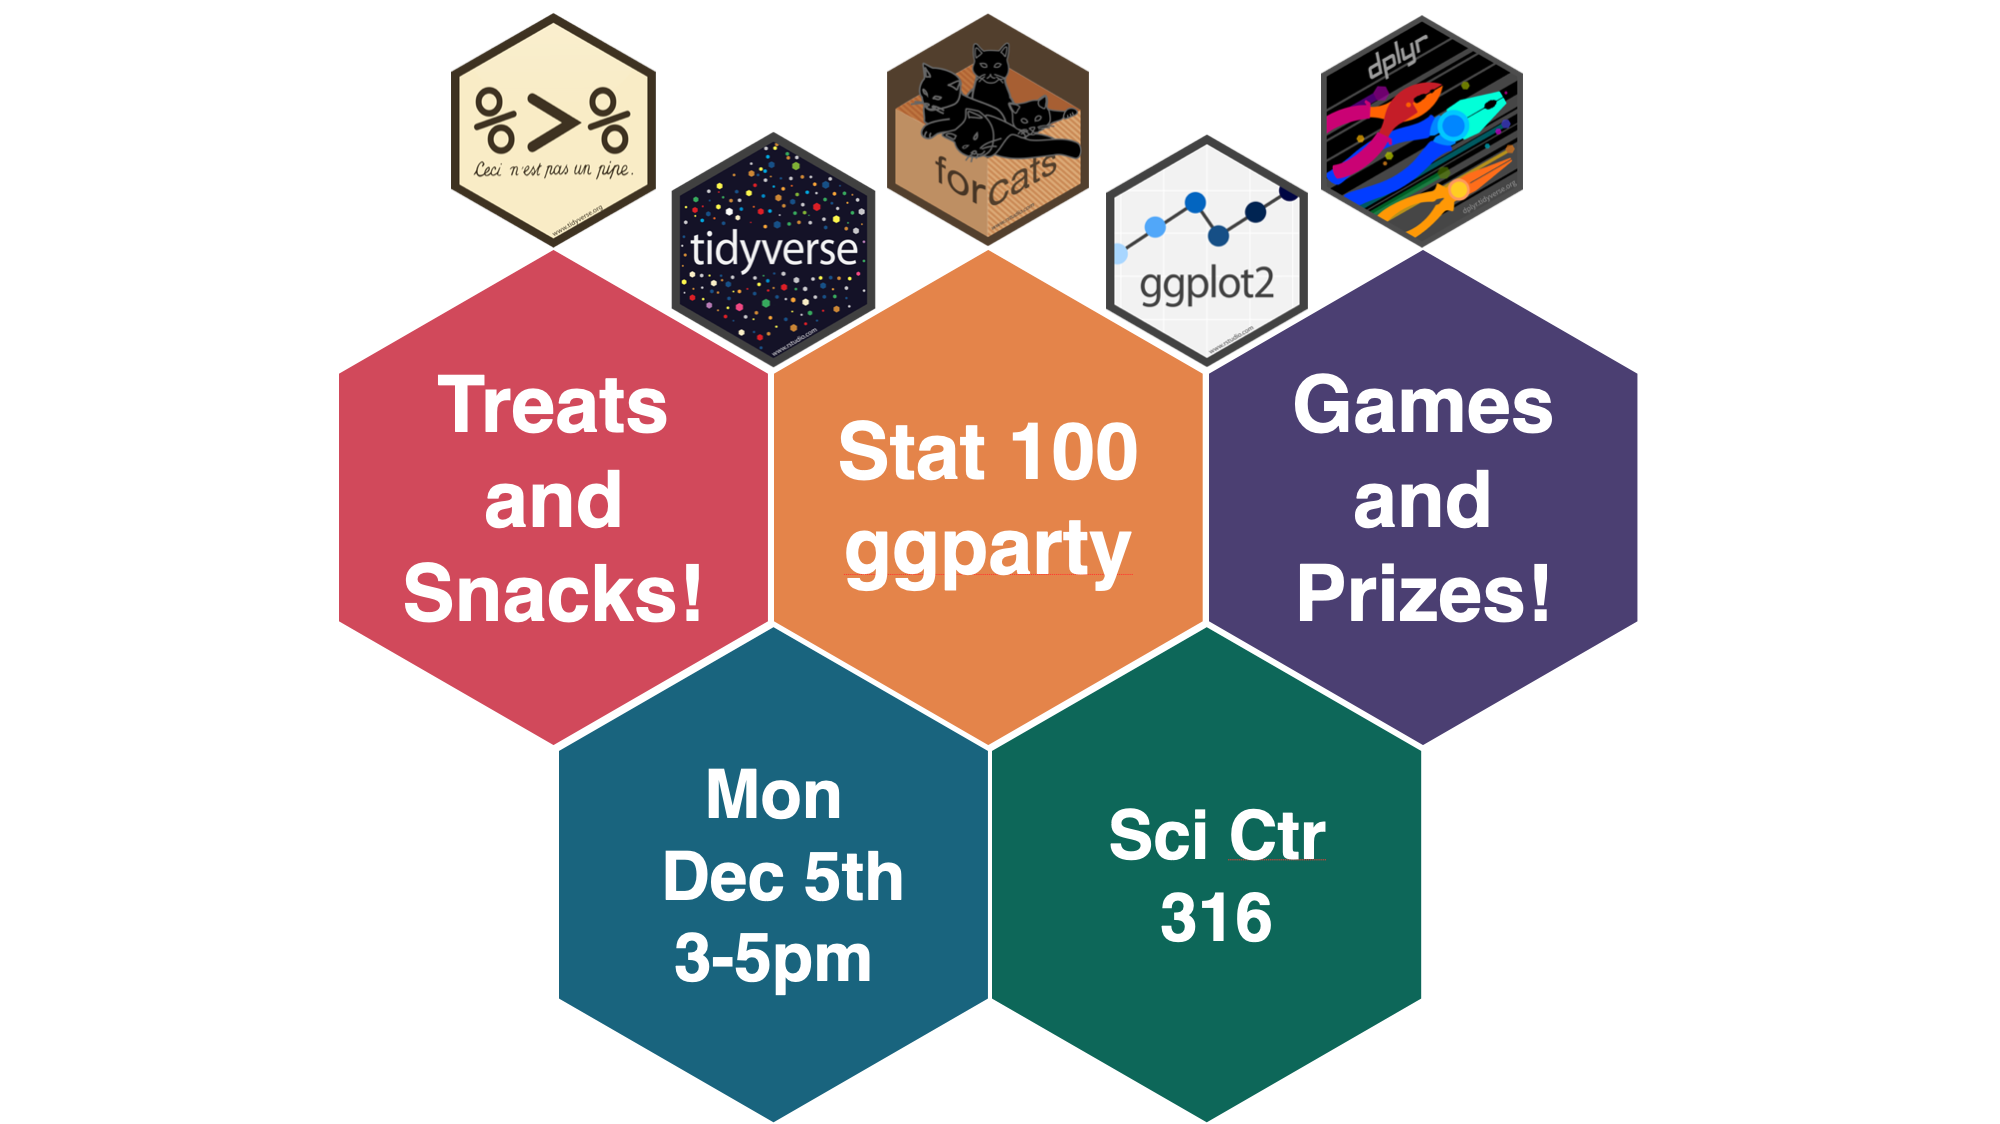 %>%
Ceci n'est pas un pipe.
www.tidyverse.org
tidyverse
www.rstudio.com
forcats
ggplot2
www.rstudio.com
dplyr
dplyr.tidyverse.org
Treats
and
Snacks!
Stat 100
ggparty
Games
and
Prizes!
Mon
Dec 5th
3-5pm
Sci Ctr
316